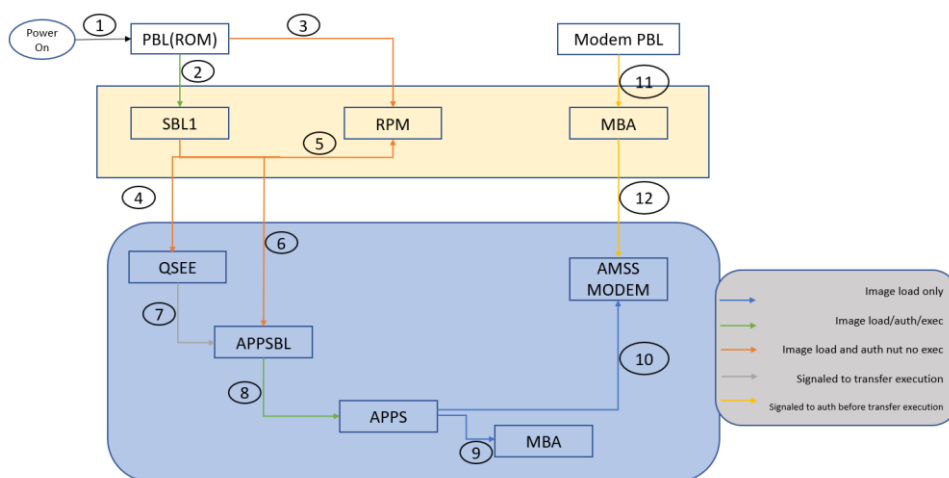 Power
On
1
PBL(ROM)
3
Modem PBL
2
11
SBL1
RPM
MBA
5
4
12
6
QSEE
AMSS
MODEM
7
APPSBL
10
8
APPS
MBA
9
Image load only
Image load/auth/exec
Image load and auth nut no exec
Signaled to transfer execution
Signaled to auth before transfer execution